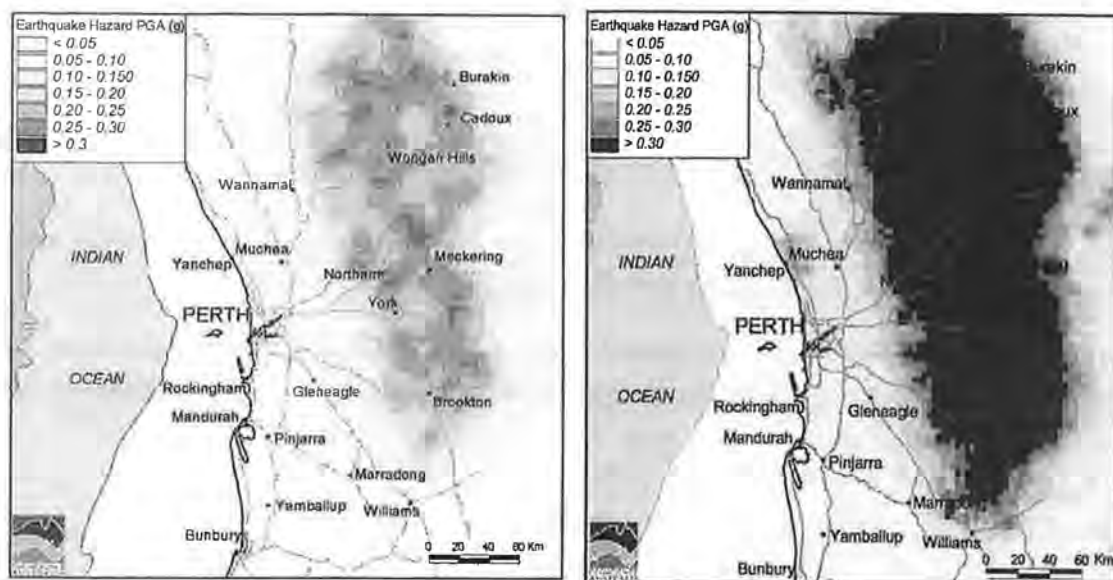 Earthquake Hazard PGA (g)
< 0.05
0.05 - 0.10
0.10 - 0.150
0.15 - 0.20
0.20 - 0.25
0.25 - 0.30
> 0.3
Burakin
Cadoux
Wongan Hills
Wannamal
Muchea
INDIAN
Yanchep
Meckering
Northam
York
PERTH
OCEAN
Rockingham
Gleneagle
Brookton
Mandurah
Pinjarra
Marradong
Yamballup
Williams
Bunbury
0 20 40 60 Km
Earthquake Hazard PGA (g)
< 0.05
0.05 - 0.10
0.10 - 0.150
0.15 - 0.20
0.20 - 0.25
0.25 - 0.30
> 0.30
Burakin
Wannamal
Muchea
INDIAN
Yanchep
PERTH
OCEAN
Rockingham
Gleneagle
Mandurah
Pinjarra
Marradong
Yamballup
Williams
Bunbury
0 20 40 60 Km